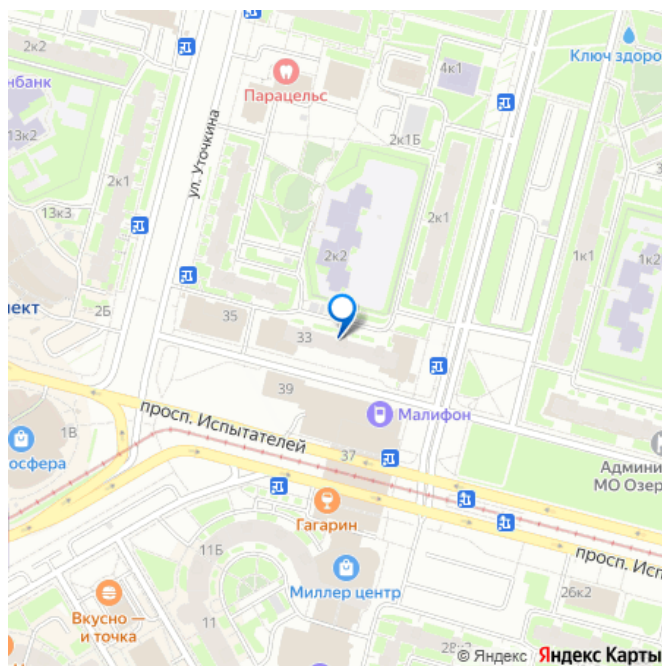 2к2
4к1
Ключ здоро
нбанк
Парацельс
13к2
ул. Уточкина
2к1Б
2к1
13к3
2к1
2к2
1к1
1к2
ект
2Б
35
33
39
Малифон
просп. Испытателей
1В
осфера
37
Админи
МО Озер
Гагарин
просп. Исп
11Б
Миллер центр
26к2
Вкусно —
и точка
11
© Яндекс Яндекс Карты